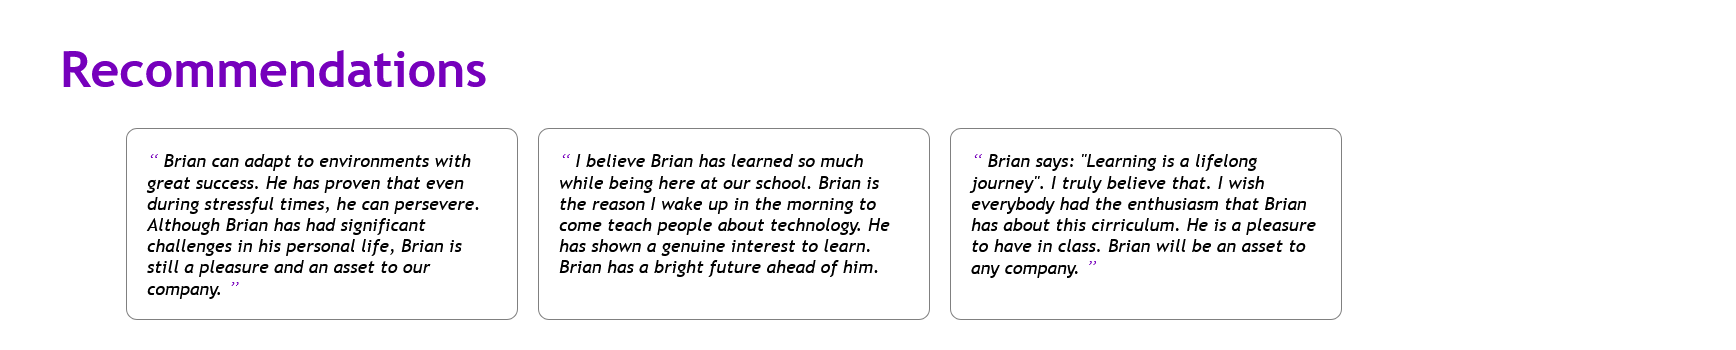 Recommendations
“ Brian can adapt to environments with
great success. He has proven that even
during stressful times, he can persevere.
Although Brian has had significant
challenges in his personal life, Brian is
still a pleasure and an asset to our
company. ”
“ I believe Brian has learned so much
while being here at our school. Brian is
the reason I wake up in the morning to
come teach people about technology. He
has shown a genuine interest to learn.
Brian has a bright future ahead of him.
“ Brian says: "Learning is a lifelong
journey". I truly believe that. I wish
everybody had the enthusiasm that Brian
has about this cirriculum. He is a pleasure
to have in class. Brian will be an asset to
any company. ”